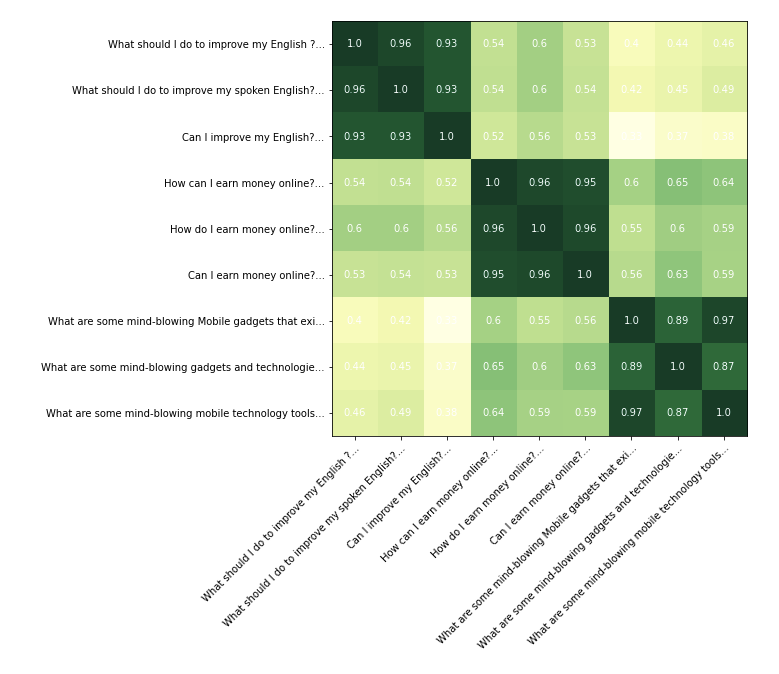 What should I do to improve my English ?... 1.0 0.96 0.93 0.54 0.6 0.53 0.4 0.44 0.46
What should I do to improve my spoken English?... 0.96 1.0 0.93 0.54 0.6 0.54 0.42 0.45 0.49
Can I improve my English?... 0.93 0.93 1.0 0.52 0.56 0.53 0.37 0.38
How can I earn money online?... 0.54 0.54 0.52 1.0 0.96 0.95 0.6 0.65 0.64
How do I earn money online?... 0.6 0.6 0.56 0.96 1.0 0.96 0.55 0.6 0.59
Can I earn money online?... 0.53 0.54 0.53 0.95 0.96 1.0 0.56 0.63 0.59
What are some mind-blowing Mobile gadgets that exi... 0.4 0.42 0.6 0.55 0.56 1.0 0.89 0.97
What are some mind-blowing gadgets and technologie... 0.44 0.45 0.37 0.65 0.6 0.63 0.89 1.0 0.87
What are some mind-blowing mobile technology tools... 0.46 0.49 0.38 0.64 0.59 0.59 0.97 0.87 1.0
What should I do to improve my English ?...
What should I do to improve my spoken English?...
Can I improve my English?...
How can I earn money online?...
How do I earn money online?...
Can I earn money online?...
What are some mind-blowing Mobile gadgets that exi...
What are some mind-blowing gadgets and technologie...
What are some mind-blowing mobile technology tools...